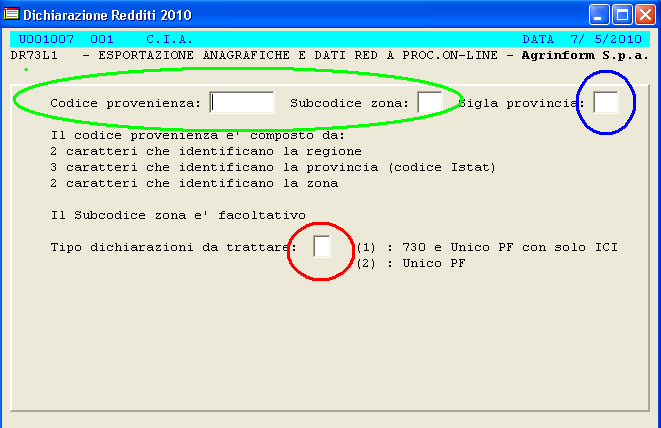 Dichiarazione Redditi 2010
U001007 001 C.I.A. DATA 7/ 5/2010
DR73L1 - ESPORTAZIONE ANAGRAFICHE E DATI RED A PROC.ON-LINE - Agrinform S.p.a.
Codice provenienza: Subcodice zona: Sigla provincia:
Il codice provenienza e' composto da:
2 caratteri che identificano la regione
3 caratteri che identificano la provincia (codice Istat)
2 caratteri che identificano la zona
Il Subcodice zona e' facoltativo
Tipo dichiarazioni da trattare: (1) : 730 e Unico PF con solo ICI
(2) : Unico PF